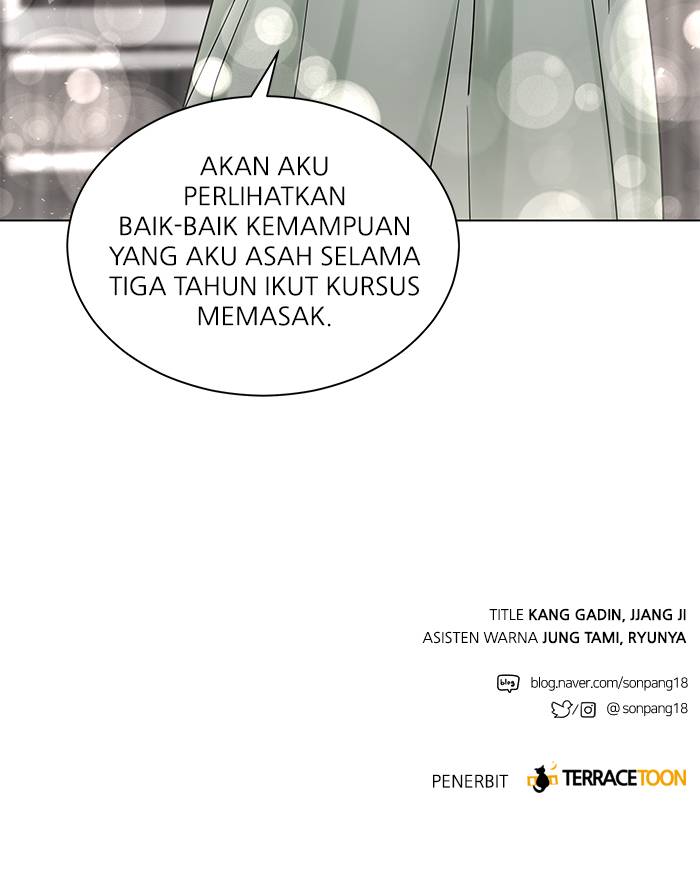 AKAN AKU
PERLIHATKAN
BAIK-BAIK KEMAMPUAN
YANG AKU ASAH SELAMA
TIGA TAHUN IKUT KURSUS
MEMASAK.
TITLE KANG GADIN, JJANG JI
ASISTEN WARNA JUNG TAMI, RYUNYA
blog blog.naver.com/sonpang18
/ @sonpang18
PENERBIT TERRACETOON